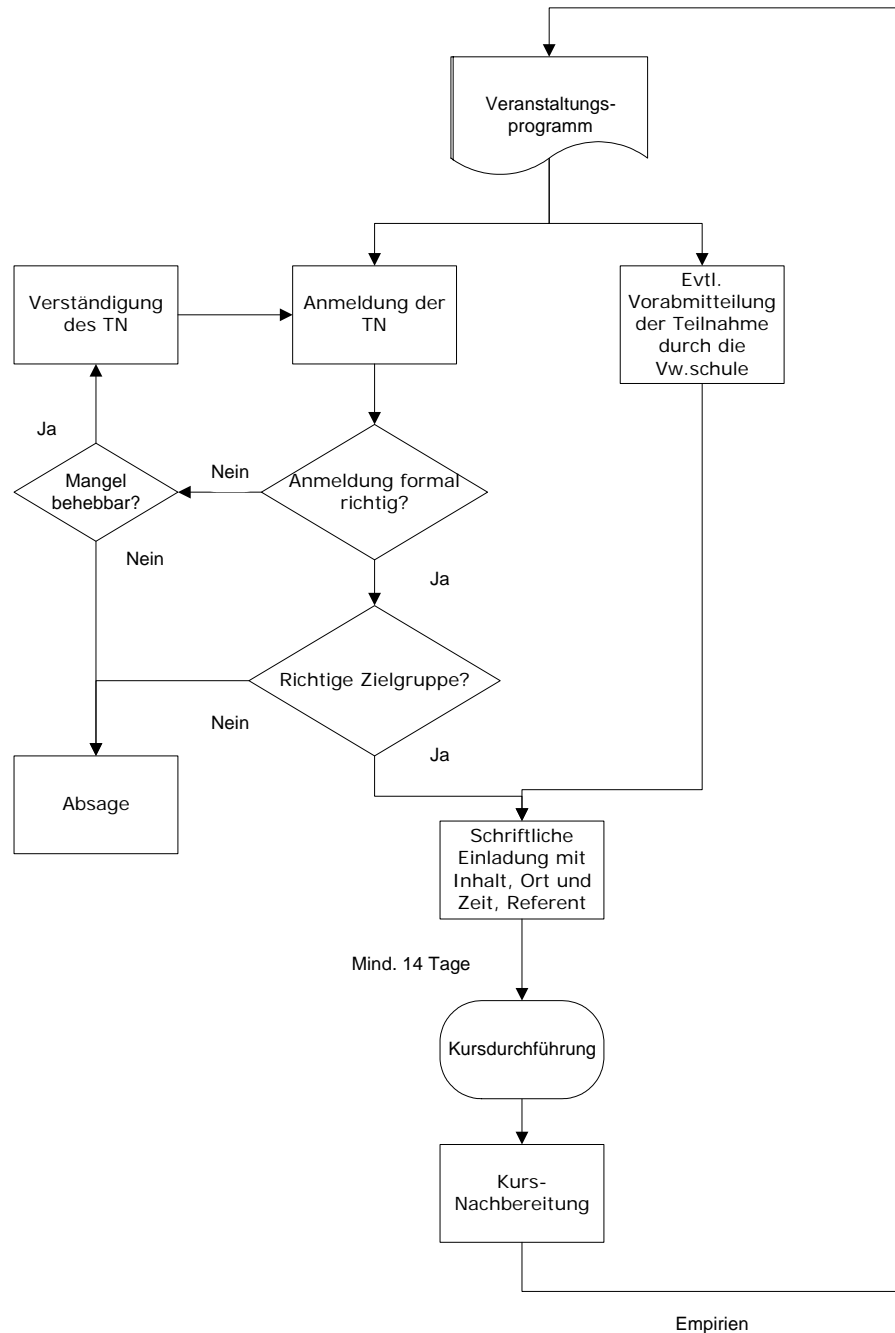 Veranstaltungs-
programm
Verständigung
des TN
Anmeldung der
TN
Evtl.
Vorabmitteilung
der Teilnahme
durch die
Vw.schule
Ja
Mangel
behebbar?
Nein
Anmeldung formal
richtig?
Nein
Ja
Richtige Zielgruppe?
Nein
Ja
Absage
Schriftliche
Einladung mit
Inhalt, Ort und
Zeit, Referent
Mind. 14 Tage
Kursdurchführung
Kurs-
Nachbereitung
Empirien